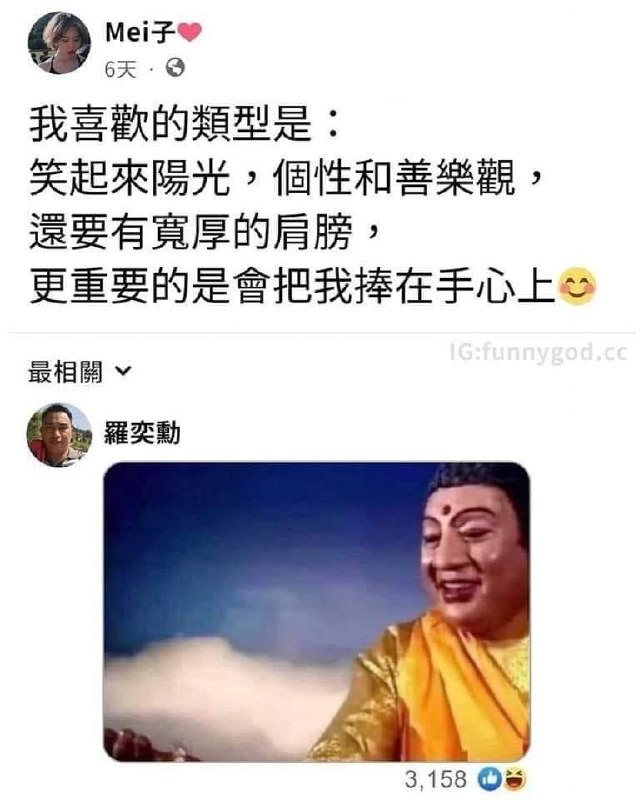 Mei子❤
6天 ·
我喜歡的類型是：
笑起來陽光，個性和善樂觀，
還要有寬厚的肩膀，
更重要的是會把我捧在手心上😊
IG:funnygod.cc
最相關
羅奕勳
3,158